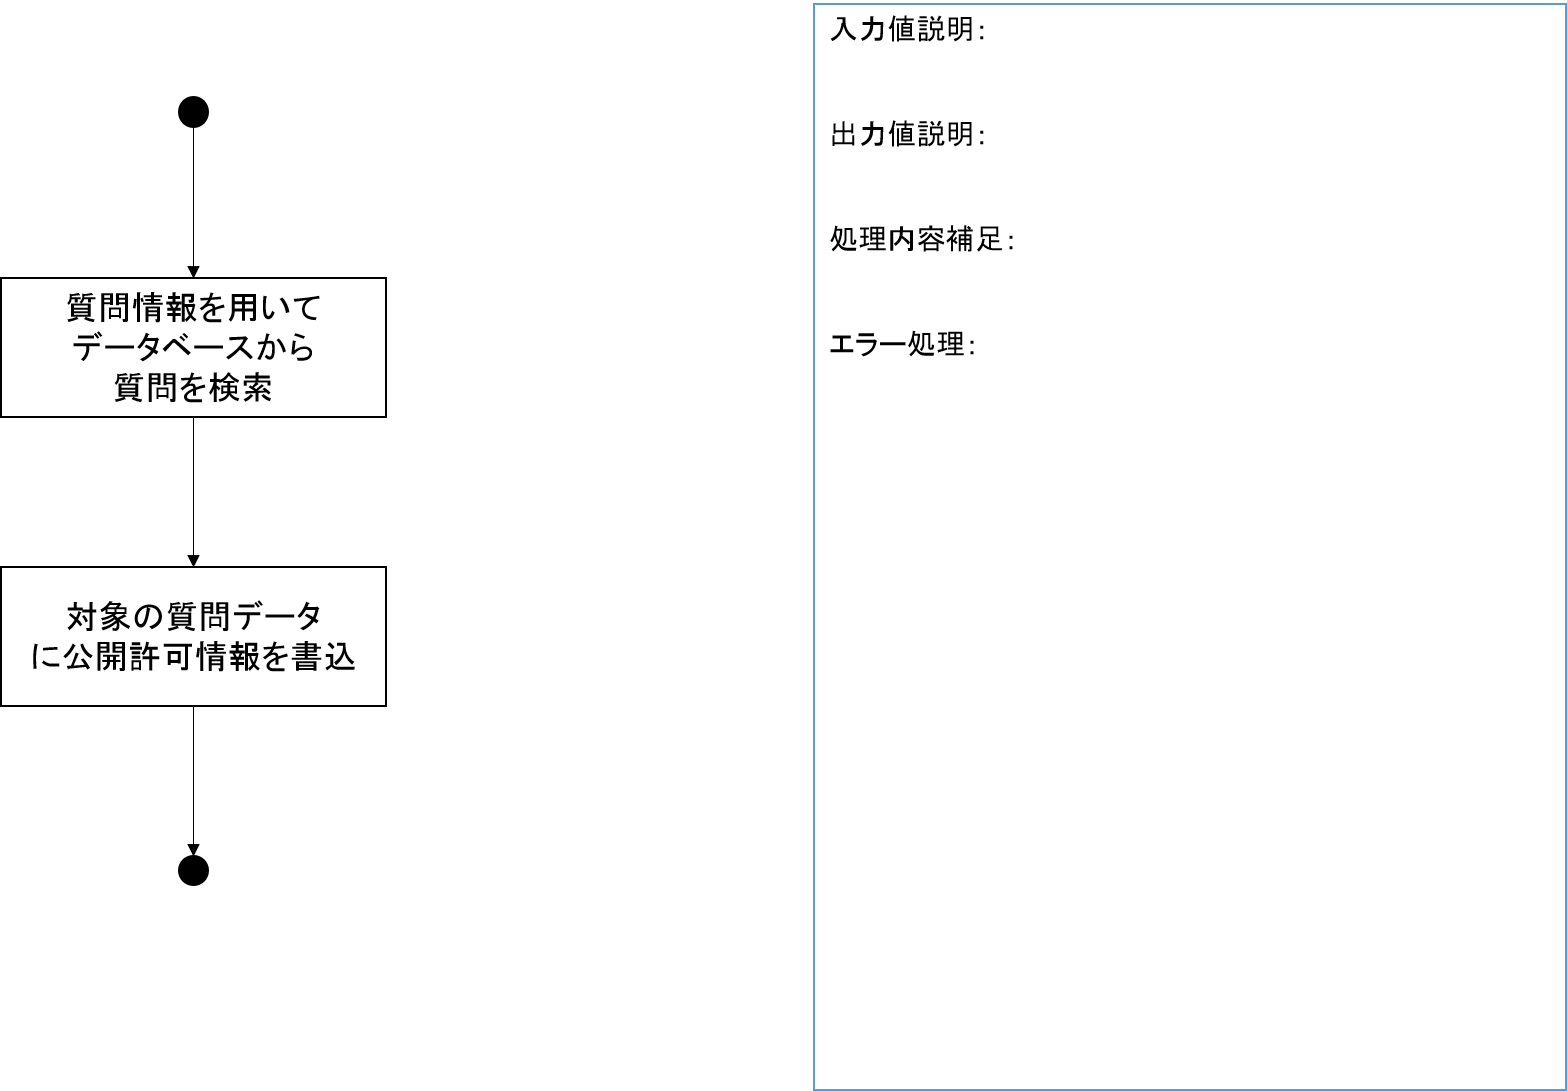 質問情報を用いて
データベースから
質問を検索
対象の質問データ
に公開許可情報を書込
入力値説明：
出力値説明：
処理内容補足：
エラー処理：